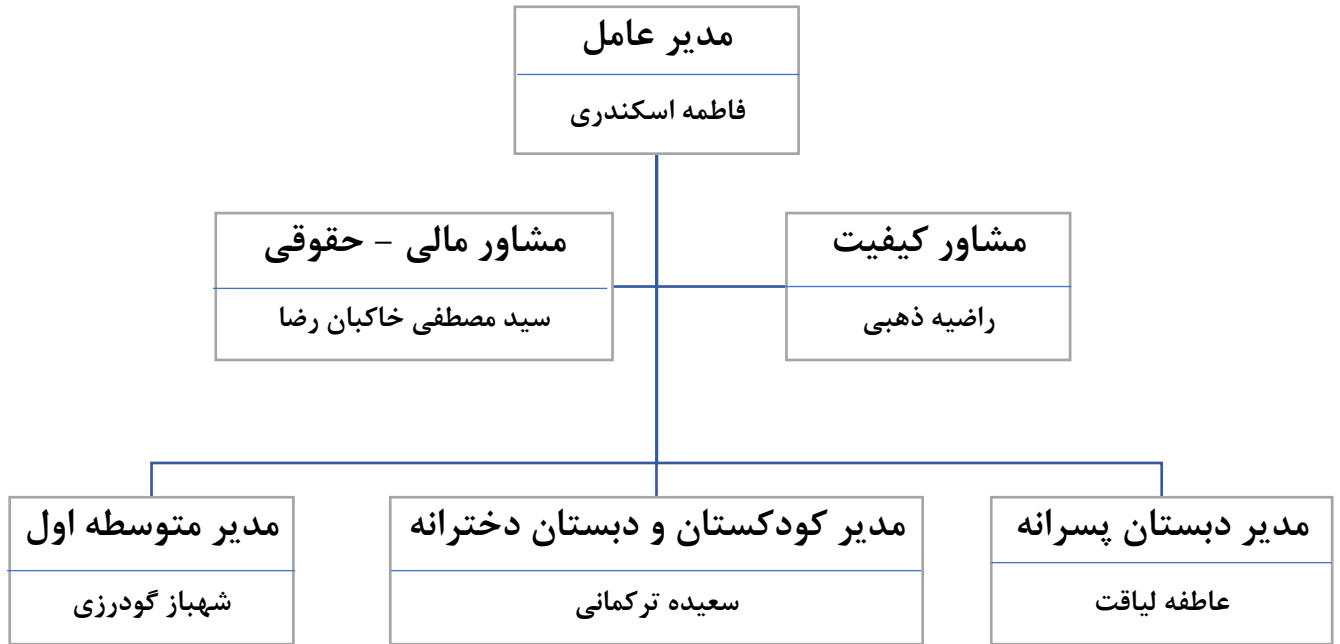 مدیر عامل
فاطمه اسکندری
مشاور کیفیت
راضیه ذهبی
مشاور مالی – حقوقی
سید مصطفی خاکبان رضا
مدیر دبستان پسرانه
عاطفه لیاقت
مدیر کودکستان و دبستان دخترانه
سعیده ترکمانی
مدیر متوسطه اول
شهباز گودرزی